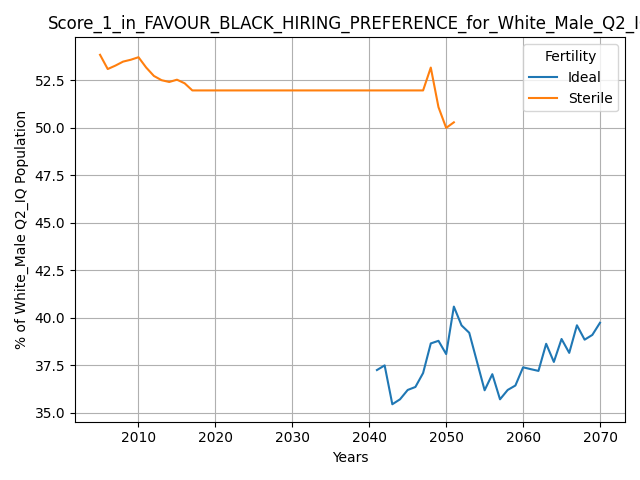 Score_1_in_FAVOUR_BLACK_HIRING_PREFERENCE_for_White_Male_Q2_I
Fertility
Ideal
Sterile
% of White_Male Q2_IQ Population
52.5
50.0
47.5
45.0
42.5
40.0
37.5
35.0
2010 2020 2030 2040 2050 2060 2070
Years